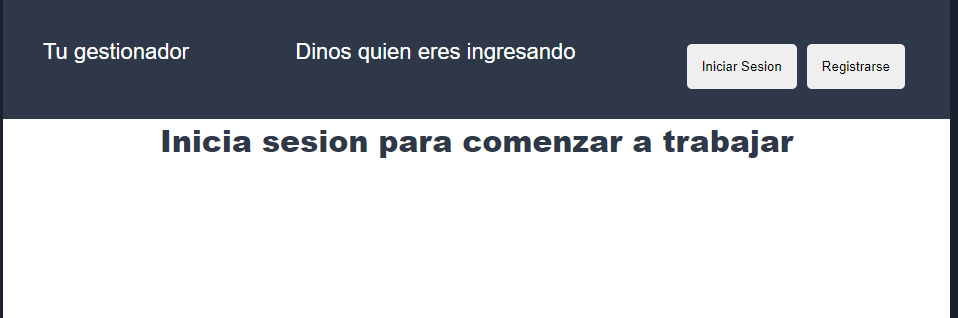 Tu gestionador
Dinos quien eres ingresando
Iniciar Sesion
Registrarse
Inicia sesion para comenzar a trabajar